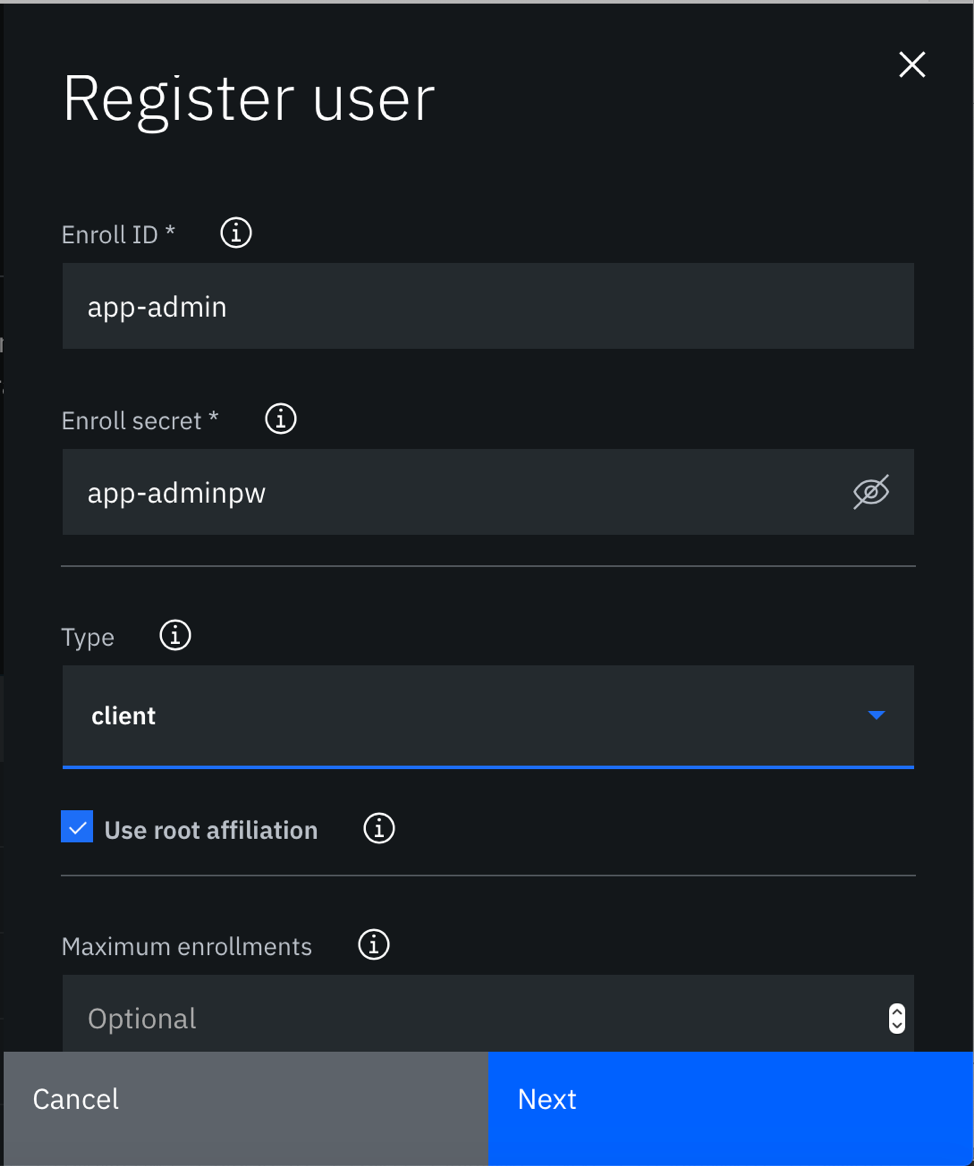 Register user
Enroll ID *
app-admin
Enroll secret *
app-adminpw
Type
client
Use root affiliation
Maximum enrollments
Optional
Cancel
Next